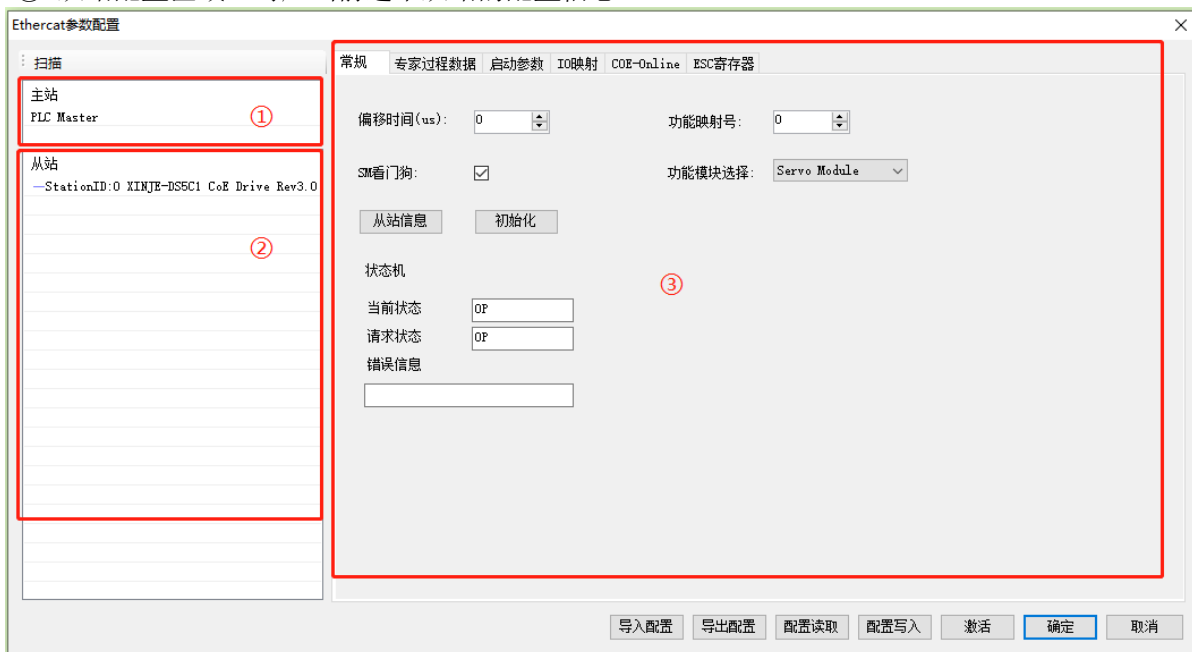 Ethercat参数配置
扫描
主站
PLC Master
①
从站
StationID:0 XINJE-DS5C1 CoE Drive Rev3.0
②
常规 专家过程数据 启动参数 IO映射 COE-Online ESC寄存器
偏移时间(us): 0 功能映射号: 0
SM看门狗: 功能模块选择: Servo Module
从站信息 初始化
状态机
③
当前状态 OP
请求状态 OP
错误信息
导入配置 导出配置 配置读取 配置写入 激活 确定 取消